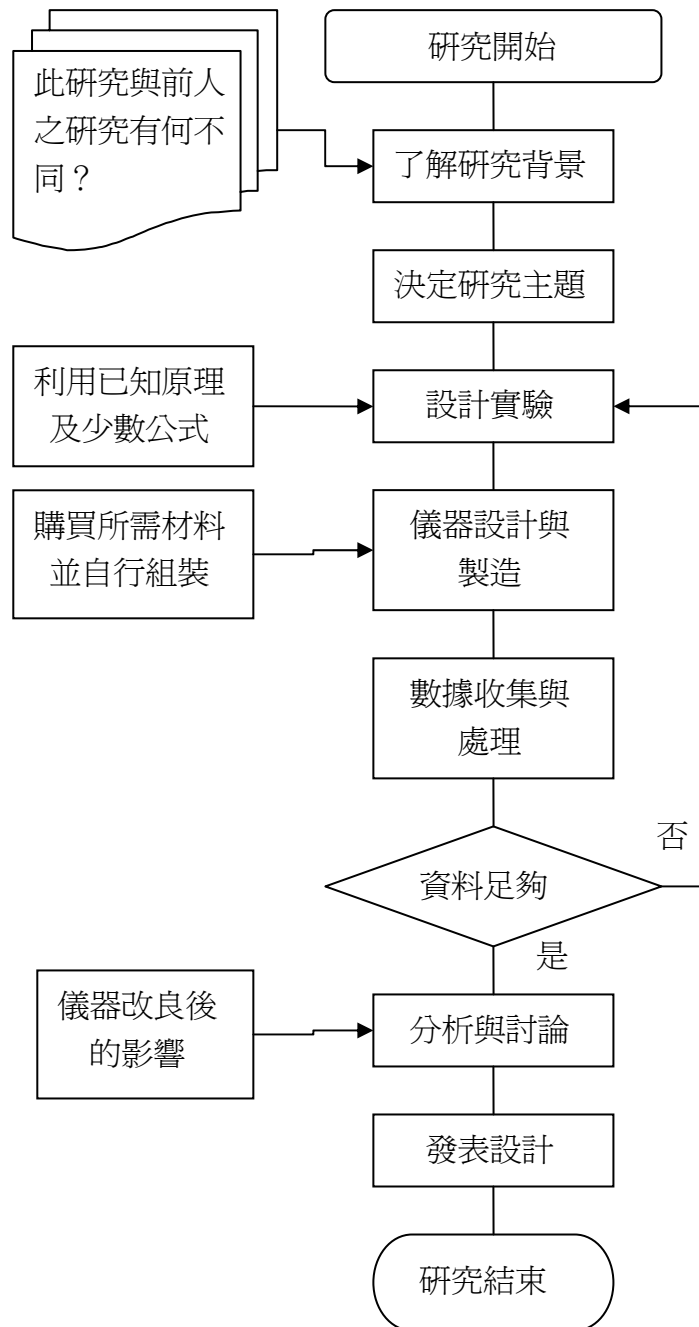 研究開始
此研究與前人
之研究有何不
同？
了解研究背景
決定研究主題
利用已知原理
及少數公式
設計實驗
購買所需材料
並自行組裝
儀器設計與
製造
數據收集與
處理
否
資料足夠
是
儀器改良後
的影響
分析與討論
發表設計
研究結束